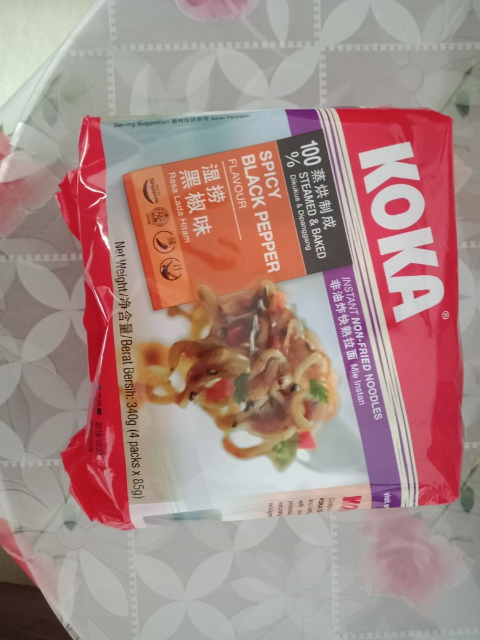 KOKA®
INSTANT NON-FRIED NOODLES
非油炸快熟拉面 Mie Instan
100% 蒸烘制成
STEAMED & BAKED
Dikukus & Dipanggang
SPICY
BLACK PEPPER
FLAVOUR
湿捞
黑椒味
Rasa Lada Hitam
Serving Suggestion
Net Weight/净含量/Berat Bersih: 340g (4 packs x 85g)